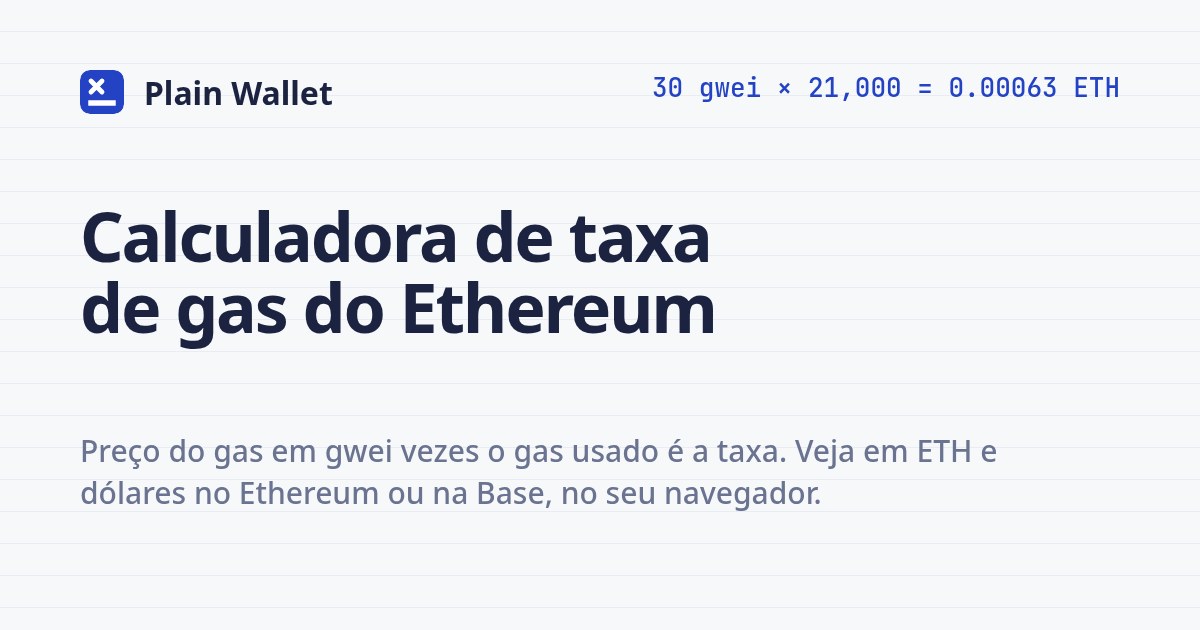 Plain Wallet
30 gwei × 21,000 = 0.00063 ETH
Calculadora de taxa
de gas do Ethereum
Preço do gas em gwei vezes o gas usado é a taxa. Veja em ETH e
dólares no Ethereum ou na Base, no seu navegador.